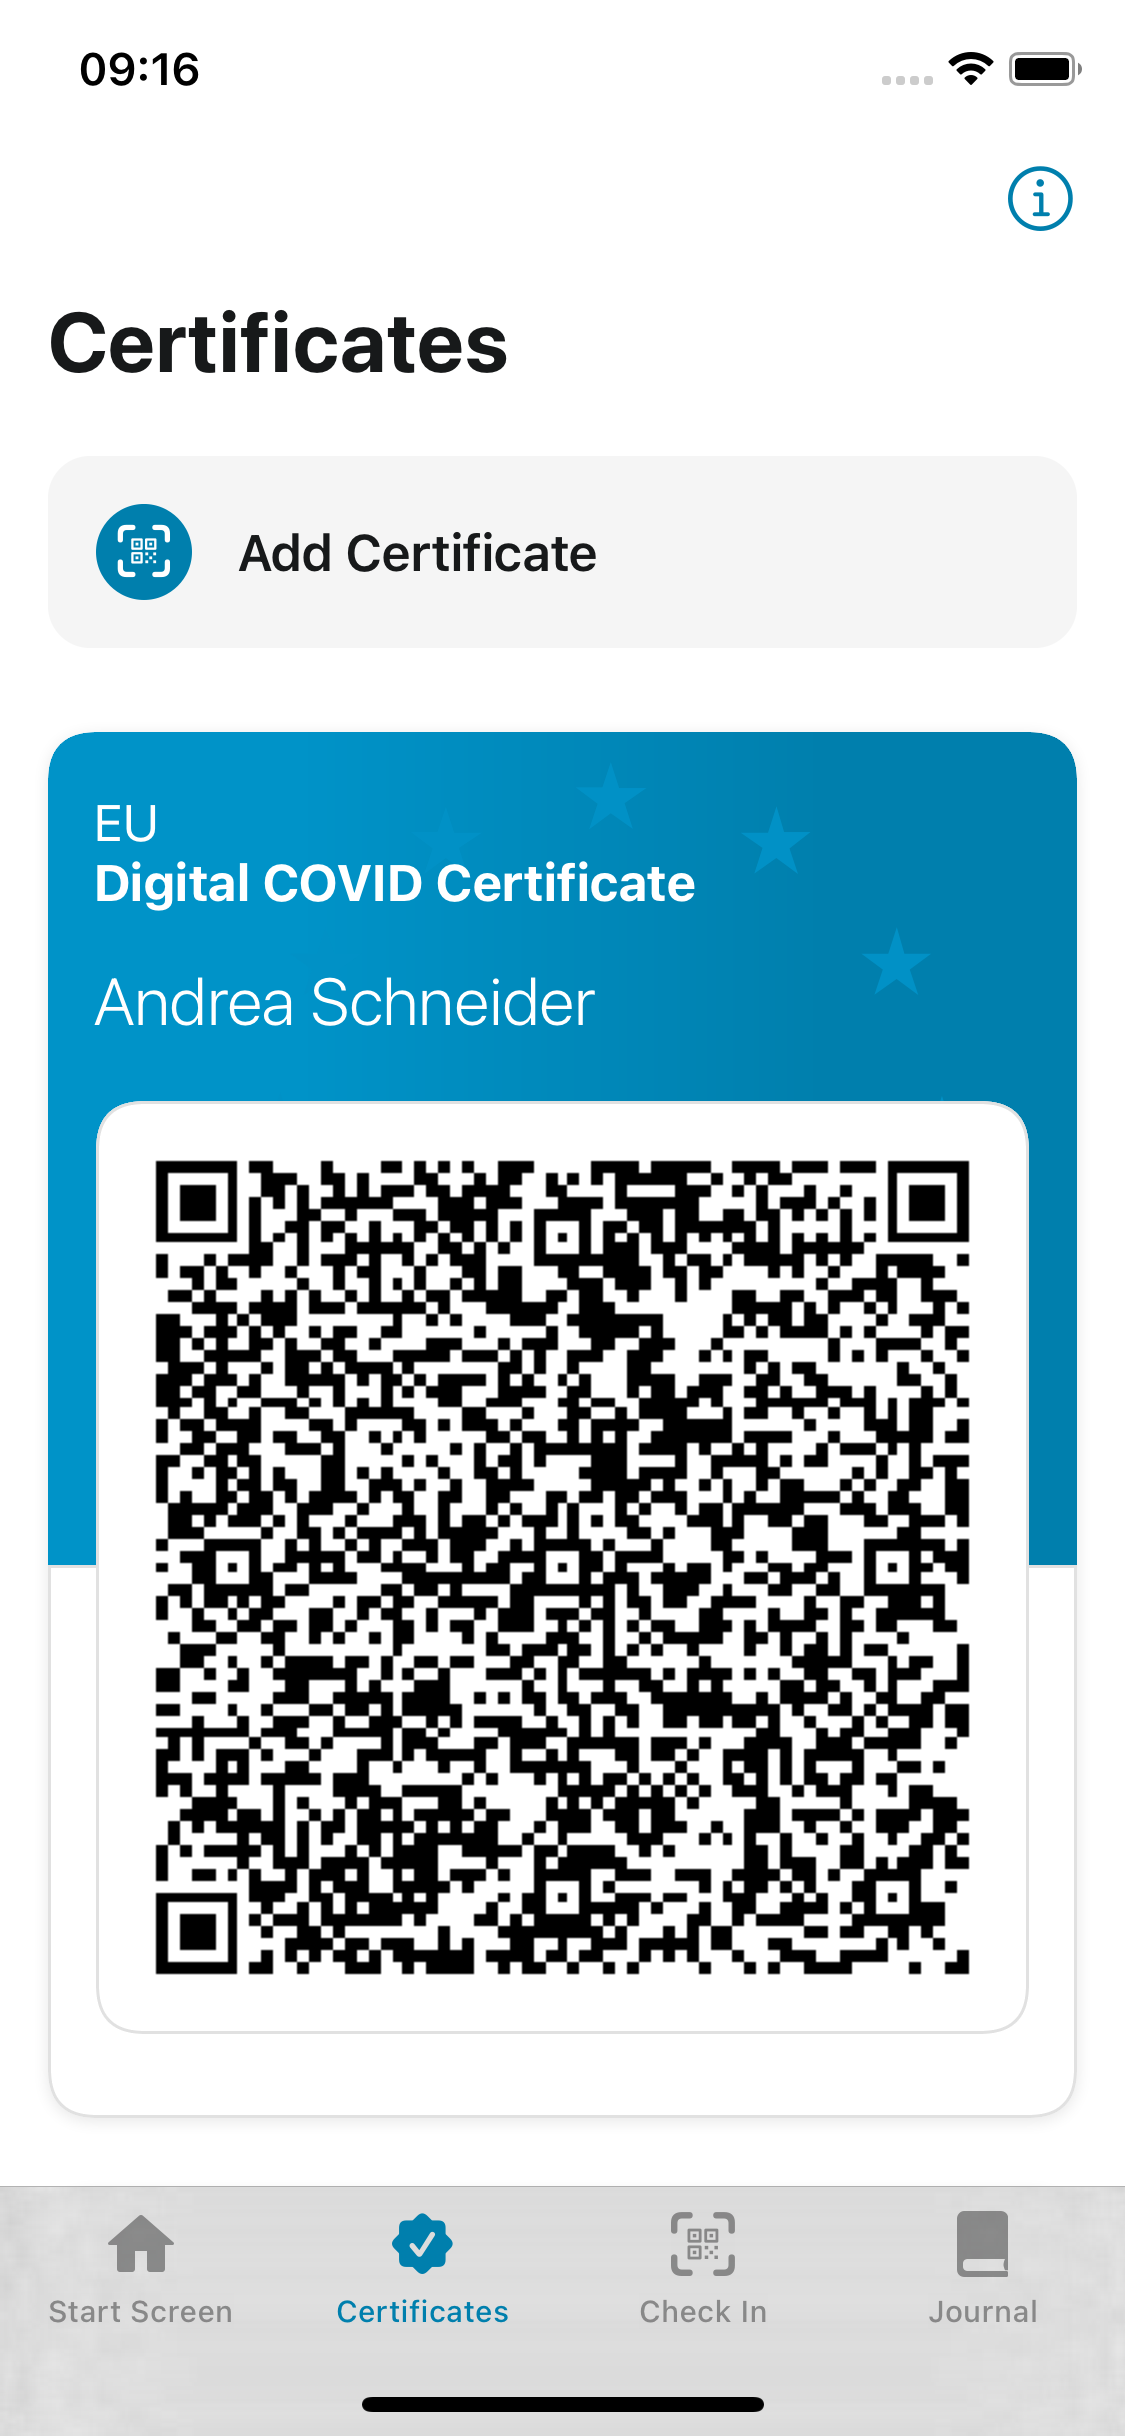 09:16
Certificates
Add Certificate
EU
Digital COVID Certificate
Andrea Schneider
Start Screen
Certificates
Check In
Journal